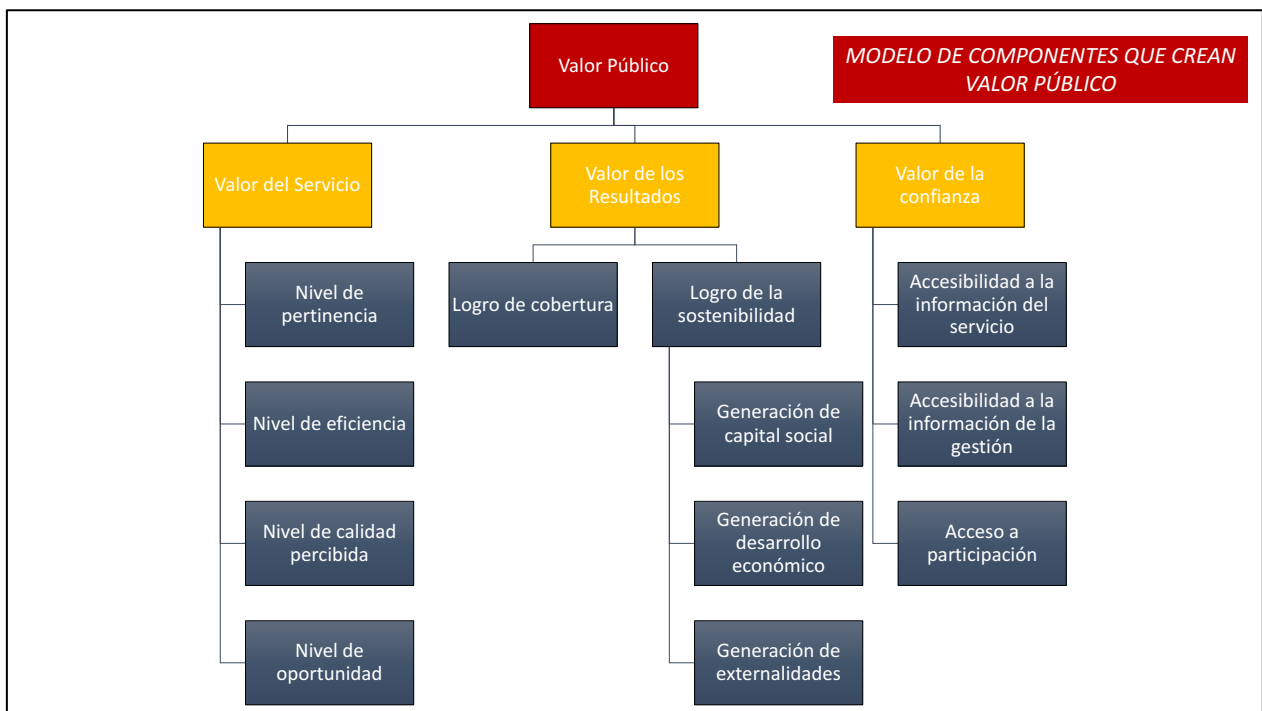 Valor Público
MODELO DE COMPONENTES QUE CREAN
VALOR PÚBLICO
Valor del Servicio
Valor de los
Resultados
Valor de la
confianza
Nivel de
pertinencia
Logro de cobertura
Logro de la
sostenibilidad
Accesibilidad a la
información del
servicio
Nivel de eficiencia
Generación de
capital social
Accesibilidad a la
información de la
gestión
Nivel de calidad
percibida
Generación de
desarrollo
económico
Acceso a
participación
Nivel de
oportunidad
Generación de
externalidades